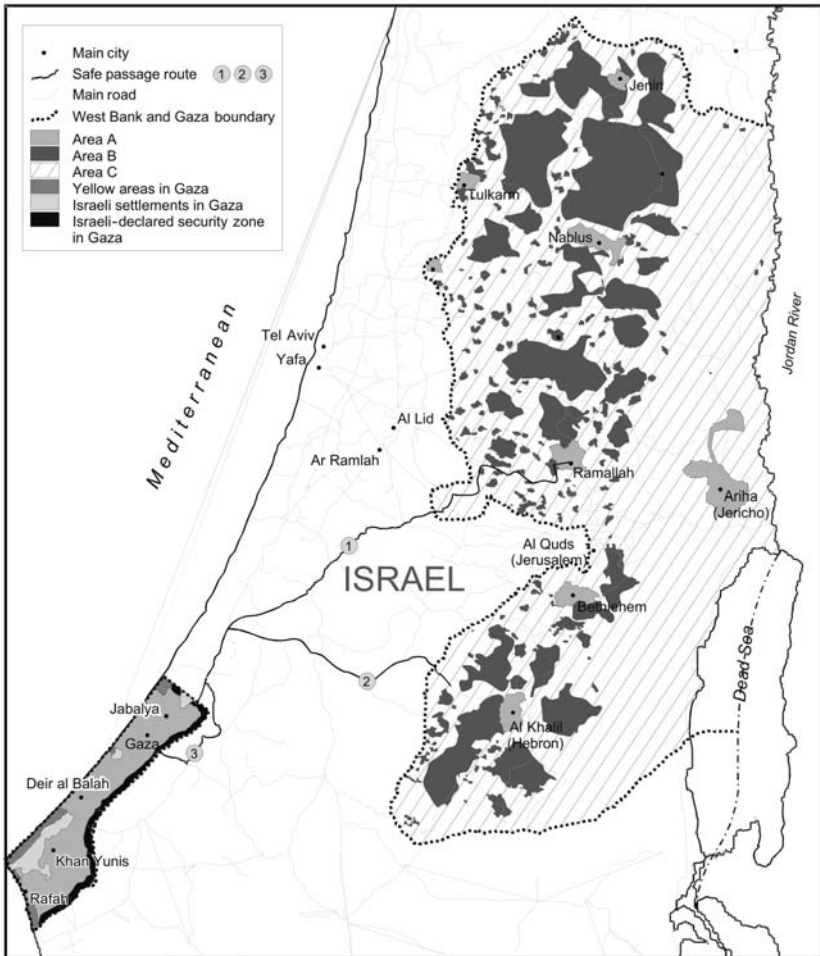 Main city
Safe passage route 1 2 3
Main road
West Bank and Gaza boundary
Area A
Area B
Area C
Yellow areas in Gaza
Israeli settlements in Gaza
Israeli-declared security zone
in Gaza
Jenin
Tulkarm
Nablus
Mediterranean
Jordan River
Tel Aviv
Yafa
Al Lid
Ar Ramlah
Ramallah
Ariha
(Jericho)
1
Al Quds
(Jerusalem)
ISRAEL
Bethlehem
Dead Sea
2
Jabalya
Al Khalil
(Hebron)
Gaza
3
Deir al Balah
Khan Yunis
Rafah